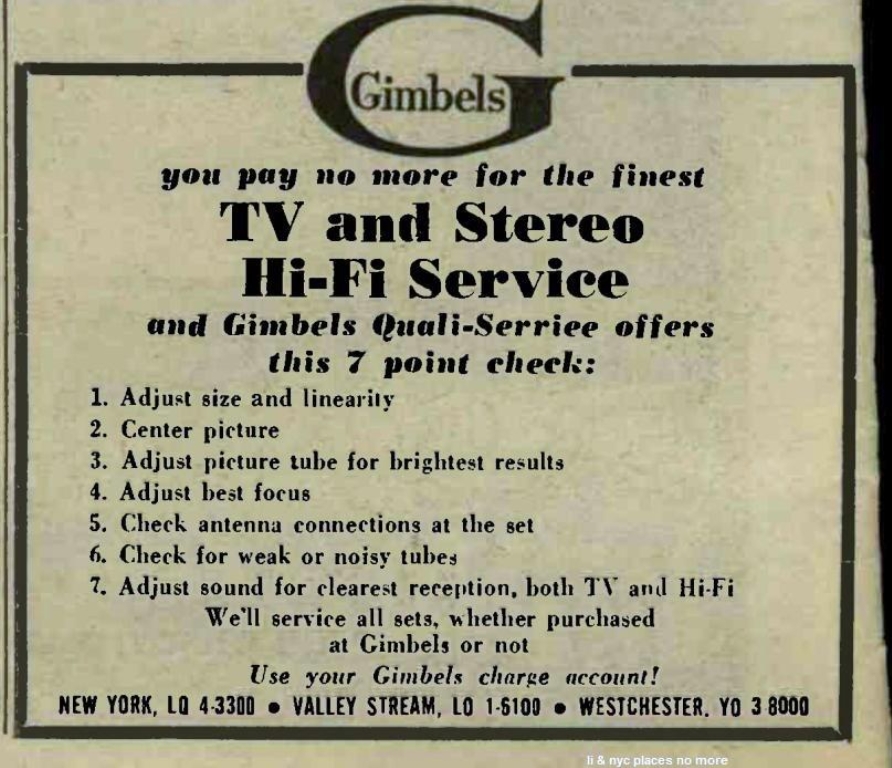 Gimbels
you pay no more for the finest
TV and Stereo
Hi-Fi Service
and Gimbels Quali-Serriee offers
this 7 point check:
1. Adjust size and linearity
2. Center picture
3. Adjust picture tube for brightest results
4. Adjust best focus
5. Check antenna connections at the set
6. Check for weak or noisy tubes
7. Adjust sound for clearest reception, both TV and Hi-Fi
We'll service all sets, whether purchased
at Gimbels or not
Use your Gimbels charge account!
NEW YORK, LO 4-3300 • VALLEY STREAM, LO 1-6100 • WESTCHESTER, YO 3-8000
li & nyc places no more